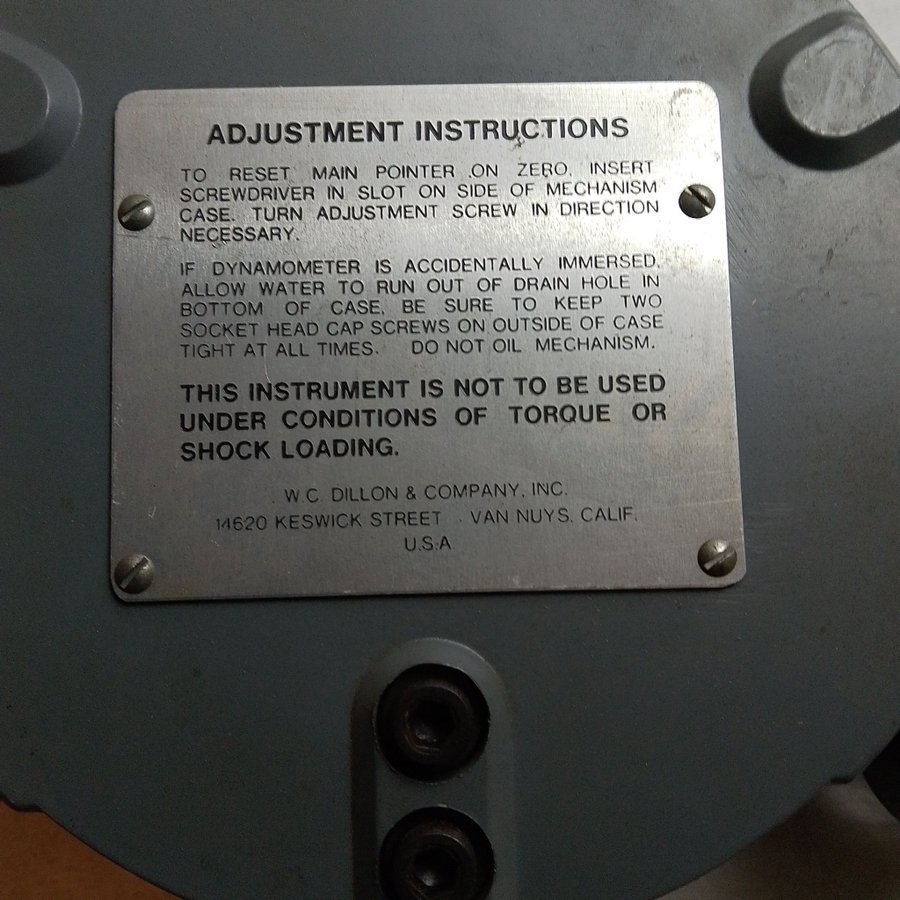 ADJUSTMENT INSTRUCTIONS
TO RESET MAIN POINTER ON ZERO, INSERT
SCREWDRIVER IN SLOT ON SIDE OF MECHANISM
CASE. TURN ADJUSTMENT SCREW IN DIRECTION
NECESSARY.
IF DYNAMOMETER IS ACCIDENTALLY IMMERSED,
ALLOW WATER TO RUN OUT OF DRAIN HOLE IN
BOTTOM OF CASE. BE SURE TO KEEP TWO
SOCKET HEAD CAP SCREWS ON OUTSIDE OF CASE
TIGHT AT ALL TIMES. DO NOT OIL MECHANISM.
THIS INSTRUMENT IS NOT TO BE USED
UNDER CONDITIONS OF TORQUE OR
SHOCK LOADING.
W.C. DILLON & COMPANY, INC.
14620 KESWICK STREET VAN NUYS, CALIF.
U.S.A